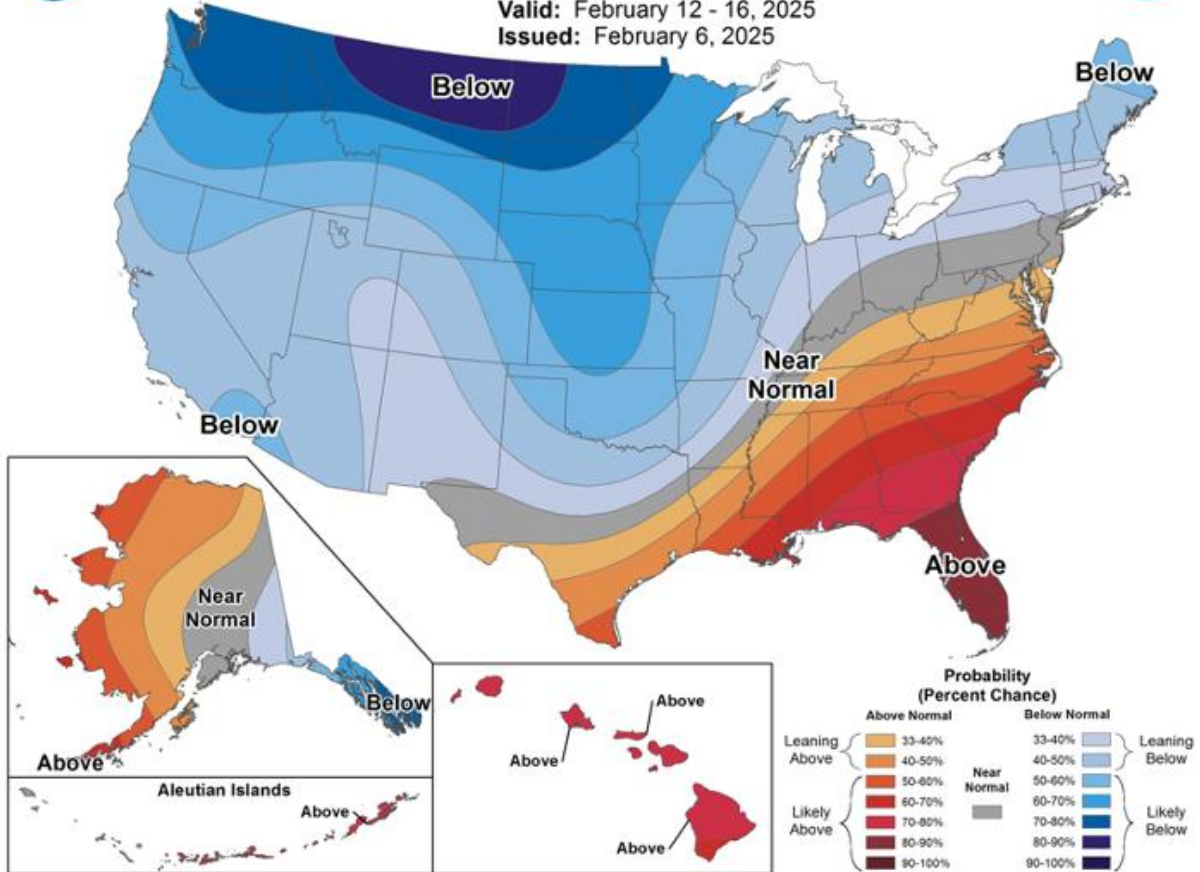 Valid: February 12 - 16, 2025
Issued: February 6, 2025
Below
Below
Near
Normal
Below
Above
Near
Normal
Below
Above
Aleutian Islands
Above
Above
Above
Above
Probability
(Percent Chance)
Above Normal
Below Normal
Leaning
Above
33-40%
40-50%
Likely
Above
50-60%
60-70%
70-80%
80-90%
90-100%
Near
Normal
33-40%
40-50%
Leaning
Below
50-60%
60-70%
70-80%
80-90%
90-100%
Likely
Below